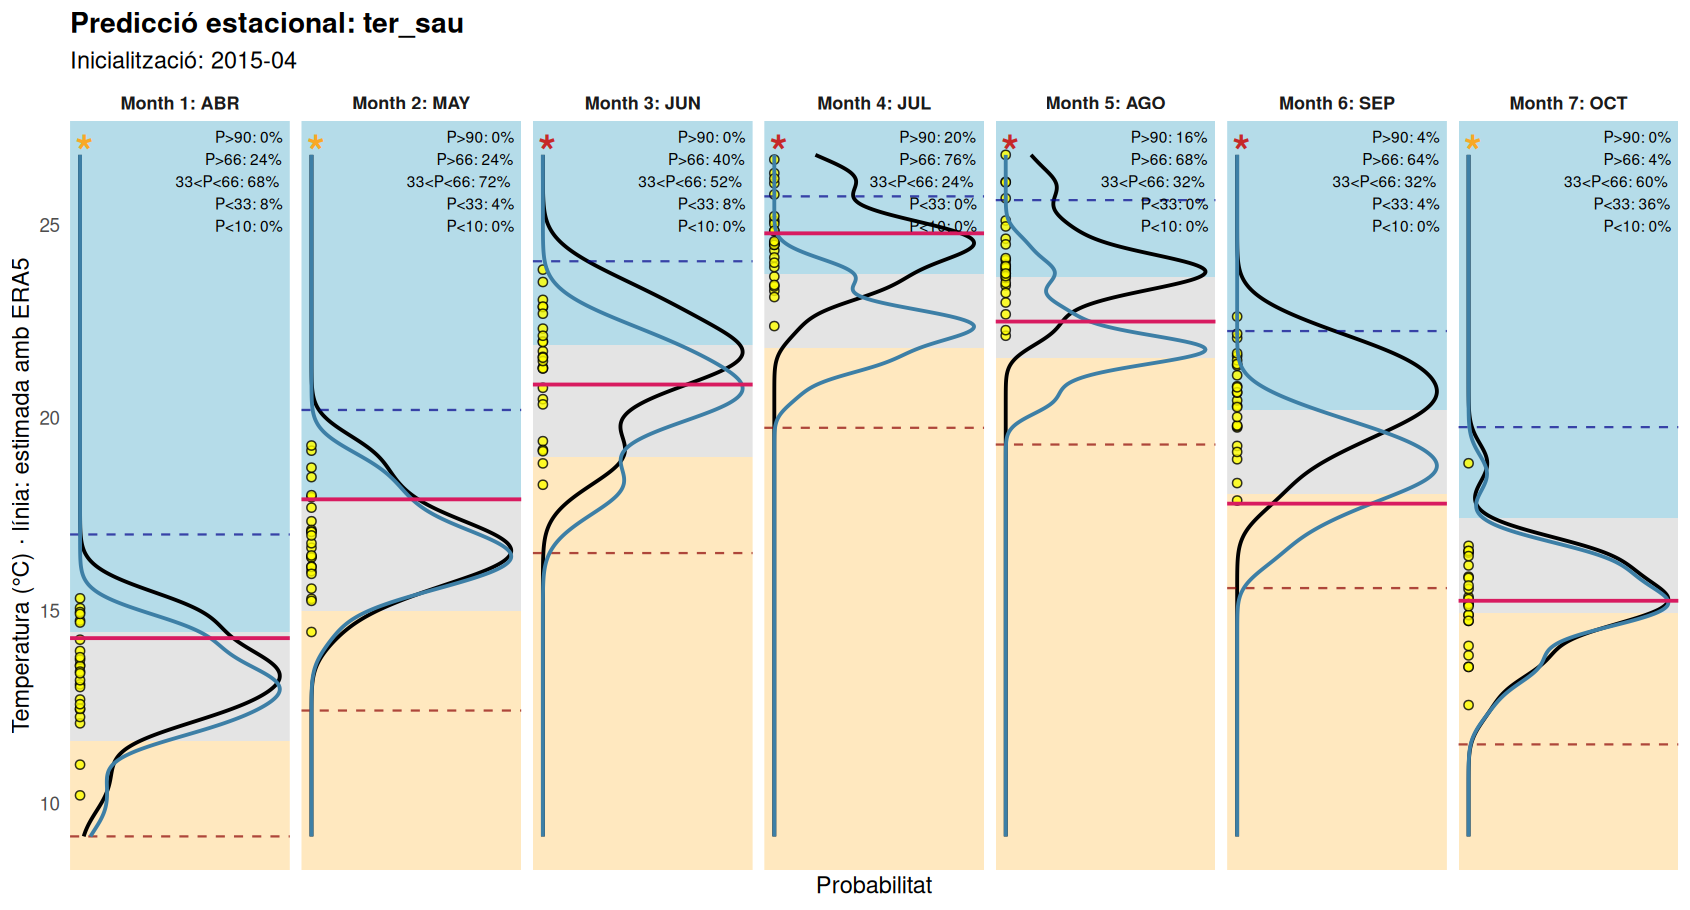 Predicció estacional: ter_sau
Inicialització: 2015-04
Month 1: ABR
Month 2: MAY
Month 3: JUN
Month 4: JUL
Month 5: AGO
Month 6: SEP
Month 7: OCT
*
P>90: 0%
P>66: 24%
33<P<66: 68%
P<33: 8%
P<10: 0%
*
P>90: 0%
P>66: 24%
33<P<66: 72%
P<33: 4%
P<10: 0%
*
P>90: 0%
P>66: 40%
33<P<66: 52%
P<33: 8%
P<10: 0%
*
P>90: 20%
P>66: 76%
33<P<66: 24%
P<33: 0%
P<10: 0%
*
P>90: 16%
P>66: 68%
33<P<66: 32%
P<33: 0%
P<10: 0%
*
P>90: 4%
P>66: 64%
33<P<66: 32%
P<33: 4%
P<10: 0%
*
P>90: 0%
P>66: 4%
33<P<66: 60%
P<33: 36%
P<10: 0%
25
20
15
10
Temperatura (°C) · línia: estimada amb ERA5
Probabilitat